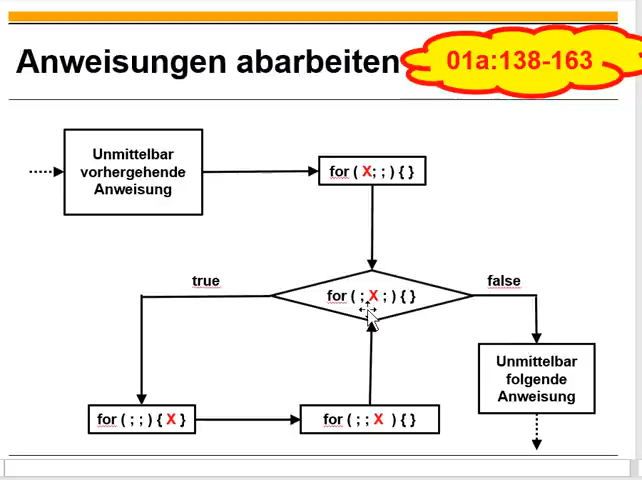 Anweisungen abarbeiten
01a:138-163
Unmittelbar
vorhergehende
Anweisung
for ( X; ; ) { }
true
for ( ; X ; ) { }
false
Unmittelbar
folgende
Anweisung
for ( ; ; ) { X }
for ( ; ; X ) { }